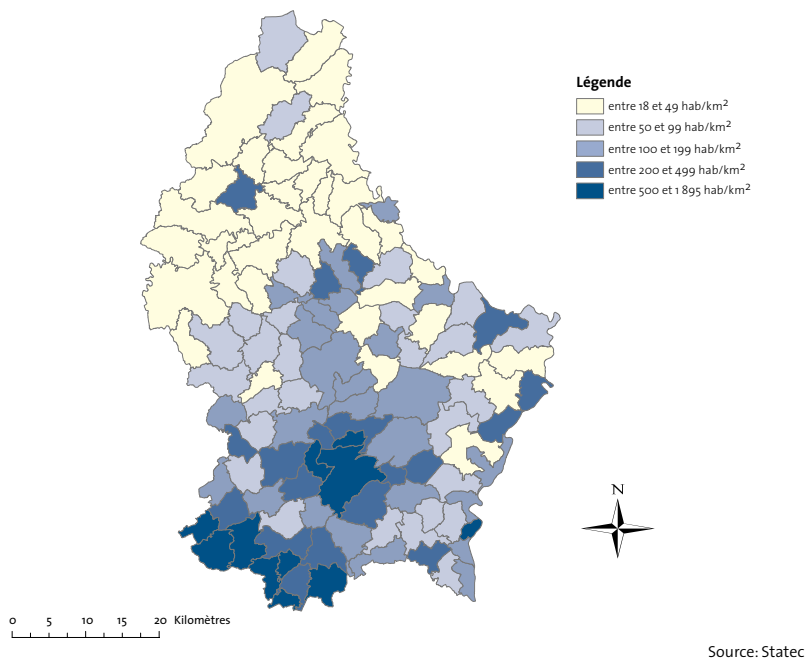 Légende
entre 18 et 49 hab/km²
entre 50 et 99 hab/km²
entre 100 et 199 hab/km²
entre 200 et 499 hab/km²
entre 500 et 1 895 hab/km²
N
0 5 10 15 20 Kilomètres
Source: Statec